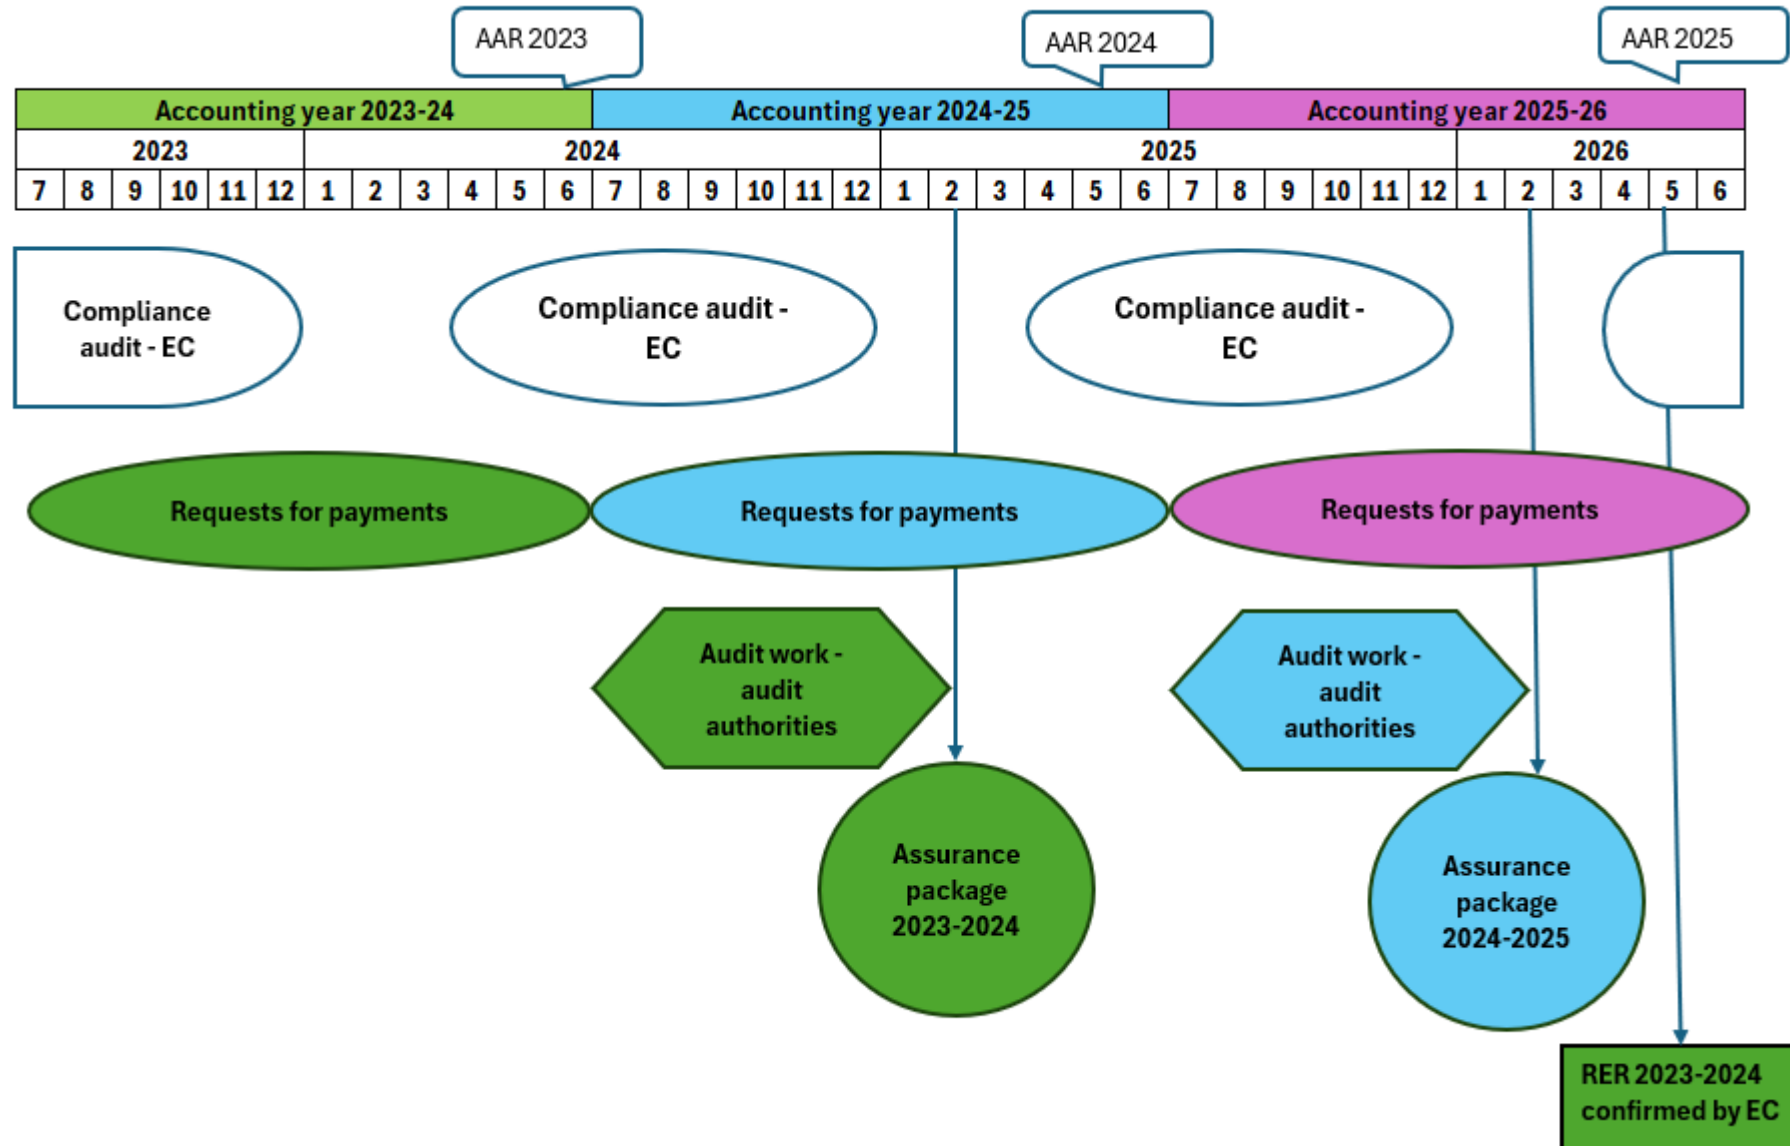 AAR 2023
AAR 2024
AAR 2025
Accounting year 2023-24
Accounting year 2024-25
Accounting year 2025-26
2023
2024
2025
2026
7 8 9 10 11 12 1 2 3 4 5 6 7 8 9 10 11 12 1 2 3 4 5 6 7 8 9 10 11 12 1 2 3 4 5 6
Compliance
audit - EC
Compliance audit -
EC
Compliance audit -
EC
Requests for payments
Requests for payments
Requests for payments
Audit work -
audit
authorities
Audit work -
audit
authorities
Assurance
package
2023-2024
Assurance
package
2024-2025
RER 2023-2024
confirmed by EC